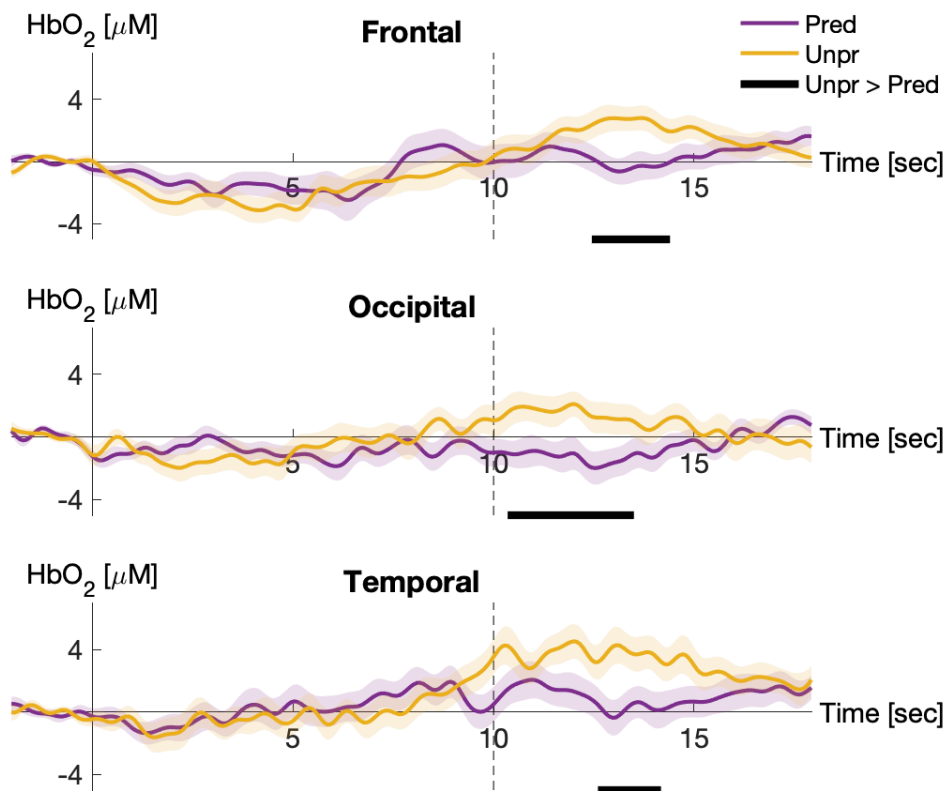 HbO2 [μM]
Frontal
Pred
Unpr
Unpr > Pred
4
-4
5
10
15
Time [sec]
HbO2 [μM]
Occipital
4
-4
5
10
15
Time [sec]
HbO2 [μM]
Temporal
4
-4
5
10
15
Time [sec]